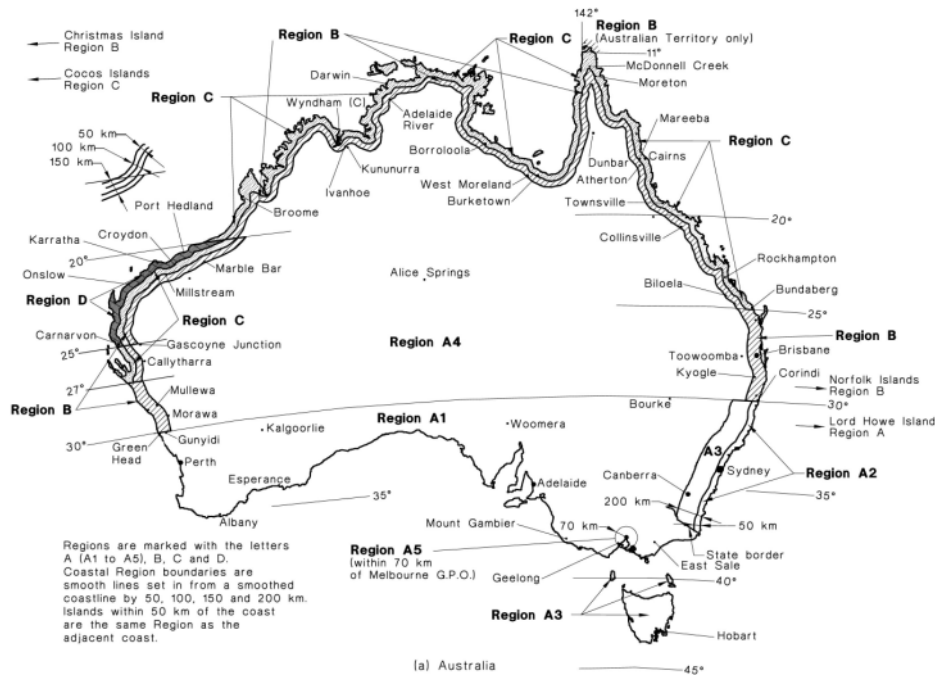 142°
Region B
(Australian Territory only)
11°
Christmas Island
Region B
Cocos Islands
Region C
Region B
Region C
McDonnell Creek
Moreton
Darwin
Region C
Wyndham (C)
Adelaide
River
Mareeba
50 km
100 km
150 km
Borroloola
Cairns
Region C
Kununurra
Dunbar
Ivanhoe
West Moreland
Atherton
Port Hedland
Broome
Burketown
Townsville
20°
Croydon
Collinsville
Karratha
20°
Marble Bar
Rockhampton
Onslow
Alice Springs
Millstream
Biloela
Bundaberg
Region D
25°
Region C
Carnarvon
Region A4
Region B
Gascoyne Junction
25°
Toowoomba
Brisbane
Callytharra
Kyogle
Corindi
27°
Mullewa
Norfolk Islands
Region B
Region B
Bourke
30°
Morawa
Region A1
Woomera
Lord Howe Island
Region A
30°
Kalgoorlie
Gunyidi
Green
Head
A3
Perth
Sydney
Region A2
Esperance
Adelaide
Canberra
35°
35°
200 km
Albany
Mount Gambier
70 km
50 km
Region A5
(within 70 km
of Melbourne G.P.O.)
State border
East Sale
Geelong
40°
Regions are marked with the letters
A (A1 to A5), B, C and D.
Coastal Region boundaries are
smooth lines set in from a smoothed
coastline by 50, 100, 150 and 200 km.
Islands within 50 km of the coast
are the same Region as the
adjacent coast.
Region A3
Hobart
(a) Australia
45°